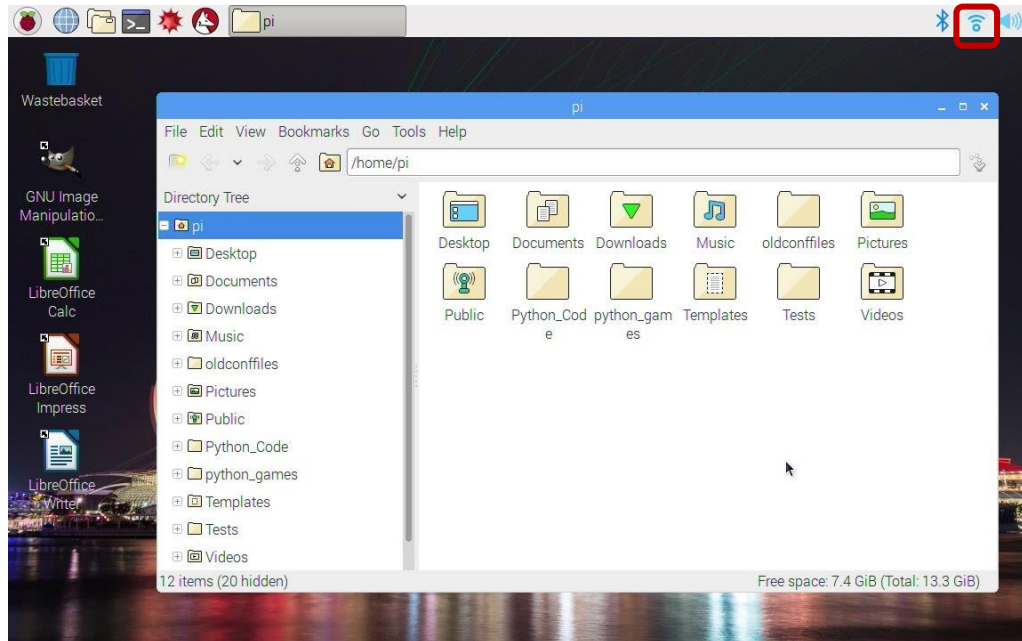 pi
Wastebasket
GNU Image
Manipulatio...
LibreOffice
Calc
LibreOffice
Impress
LibreOffice
Writer
pi
File Edit View Bookmarks Go Tools Help
/home/pi
Directory Tree
pi
Desktop
Documents
Downloads
Music
oldconffiles
Pictures
Public
Python_Code
python_games
Templates
Tests
Videos
Desktop Documents Downloads Music oldconffiles Pictures
Public Python_Cod python_gam Templates Tests Videos
e es
12 items (20 hidden) Free space: 7.4 GiB (Total: 13.3 GiB)